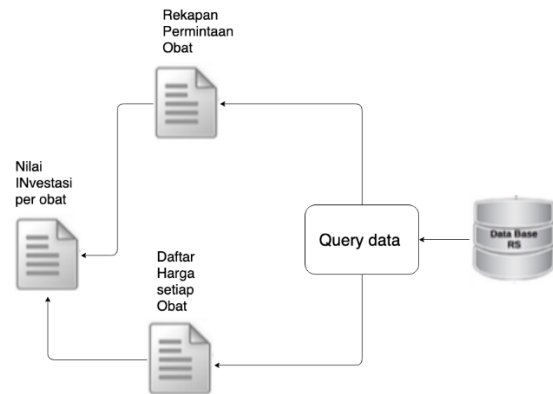 Rekapan
Permintaan
Obat
Nilai
INvestasi
per obat
Query data
Data Base
RS
Daftar
Harga
setiap
Obat